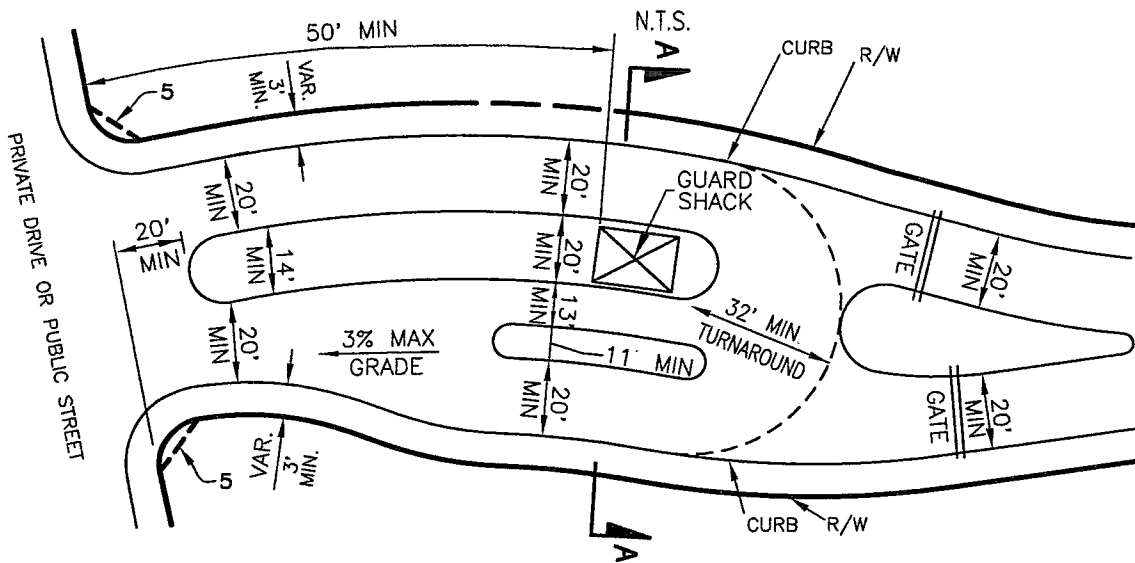 N.T.S.
50' MIN
A
CURB
R/W
5
VAR.
3'
MIN.
PRIVATE DRIVE OR PUBLIC STREET
20'
MIN
20'
MIN
GUARD
SHACK
20'
MIN
14'
MIN
20'
MIN
GATE
20'
MIN
13'
MIN
32' MIN.
TURNAROUND
20'
MIN
3% MAX
GRADE
11' MIN
20'
MIN
GATE
20'
MIN
5
VAR.
3'
MIN.
CURB
R/W
A